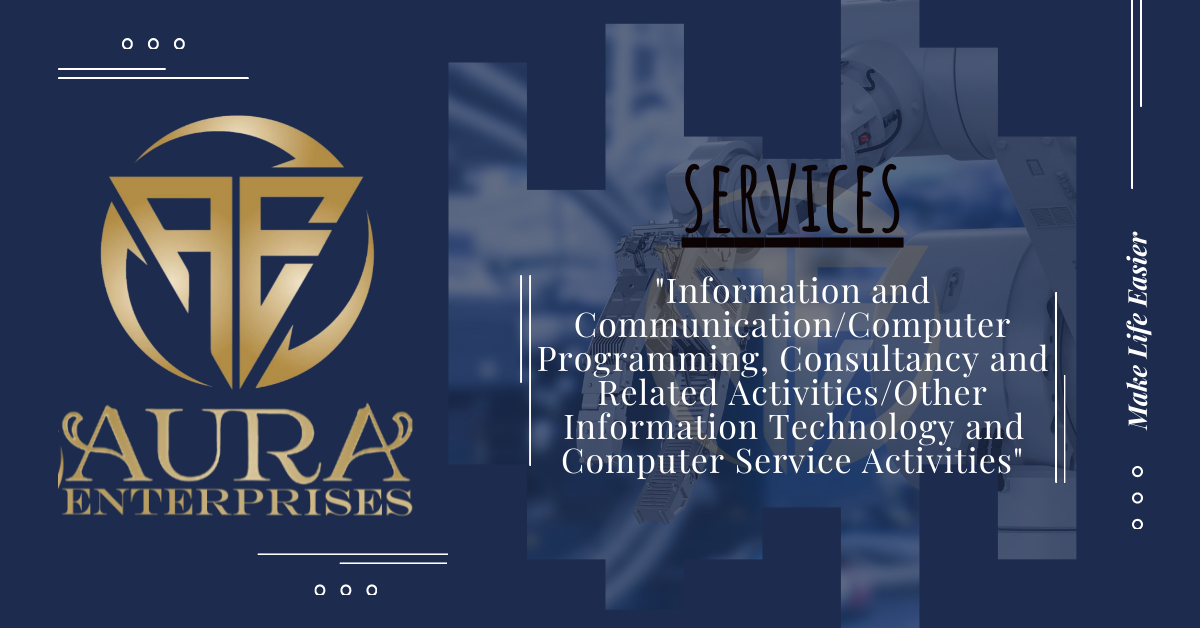 AE
AURA
ENTERPRISES
SERVICES
"Information and
Communication/Computer
Programming, Consultancy and
Related Activities/Other
Information Technology and
Computer Service Activities"
Make Life Easier